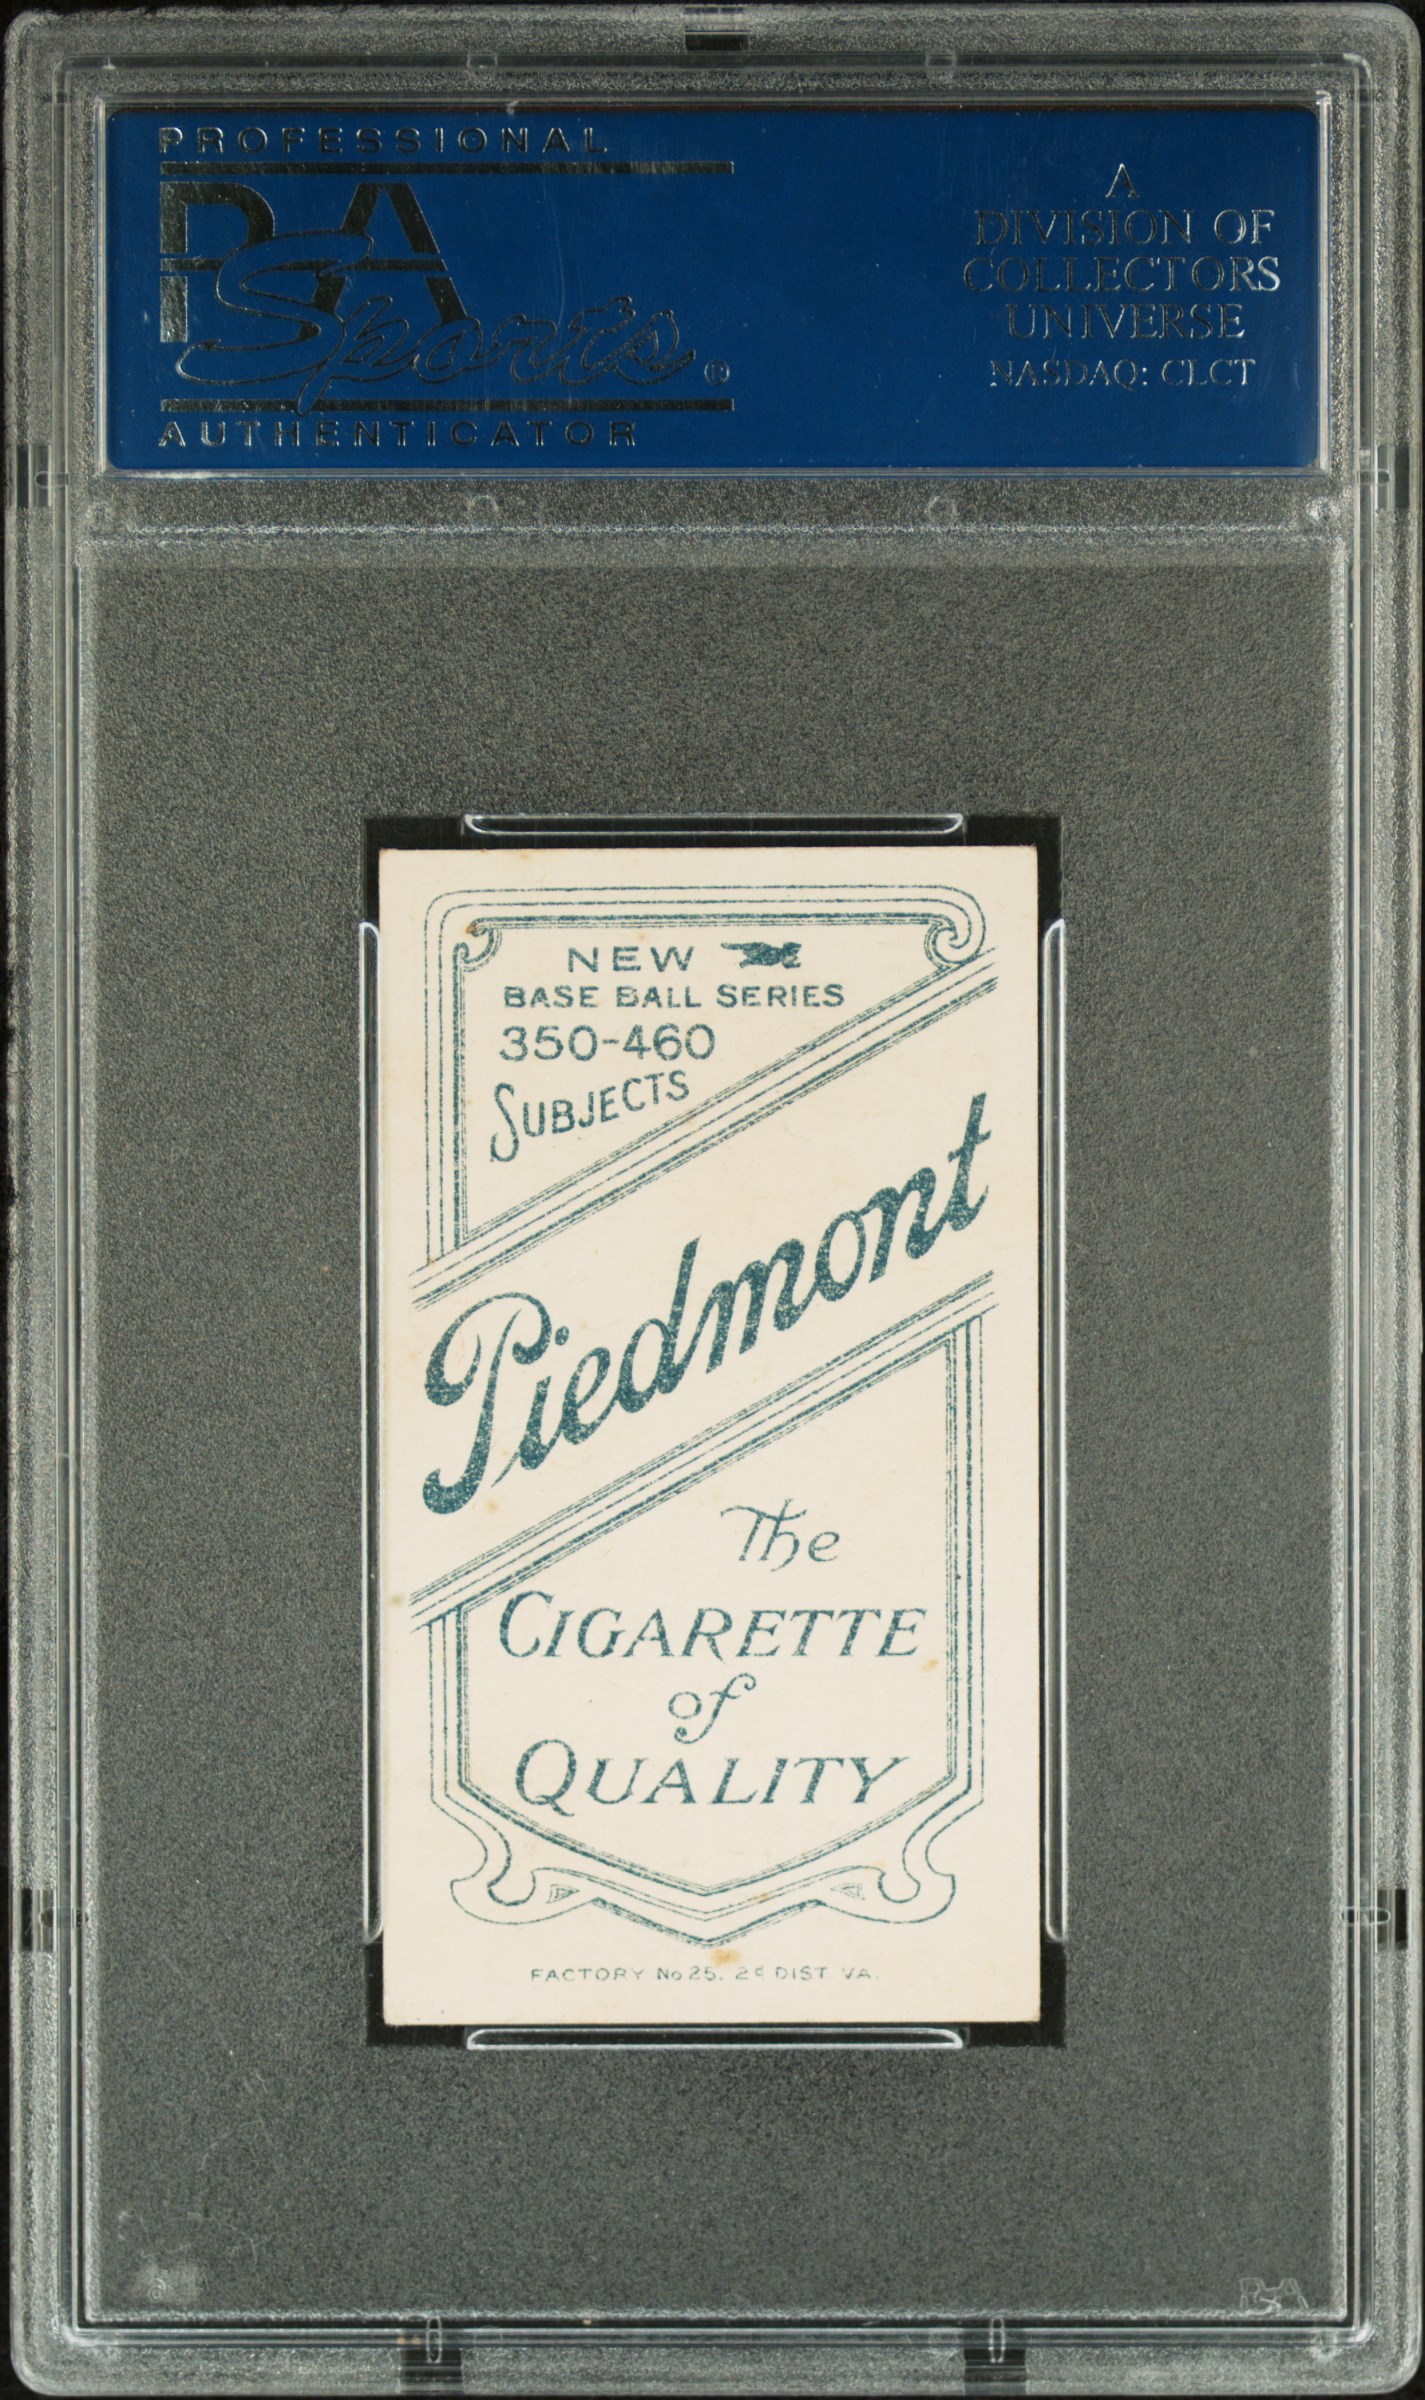 PROFESSIONAL
PSA
Sports®
AUTHENTICATOR
A
DIVISION OF
COLLECTORS
UNIVERSE
NASDAQ: CLCT
NEW
BASE BALL SERIES
350-460
SUBJECTS
Piedmont
The
CIGARETTE
of
QUALITY
FACTORY No 25. 2d DIST VA.
PSA